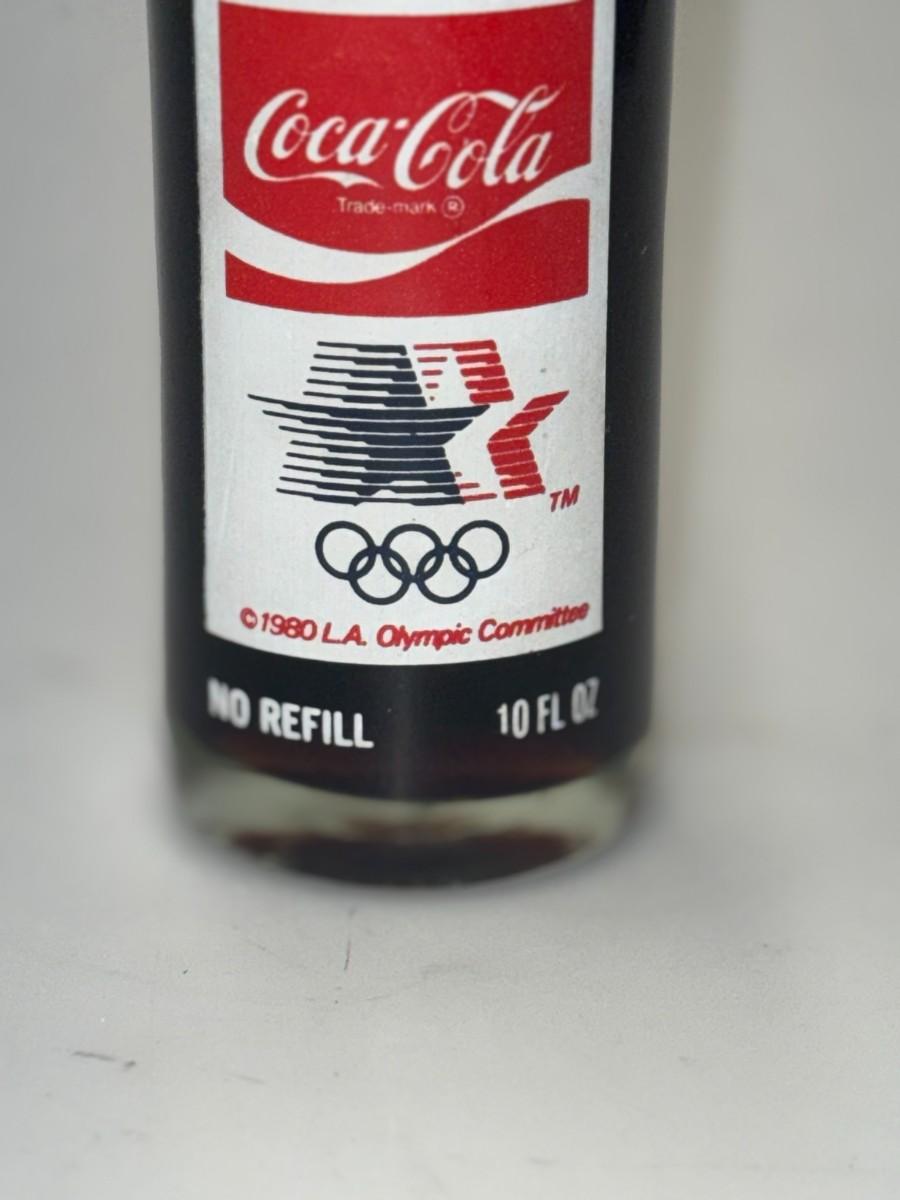 Coca-Cola
Trade-mark ®
TM
©1980 L.A. Olympic Committee
NO REFILL 10 FL OZ